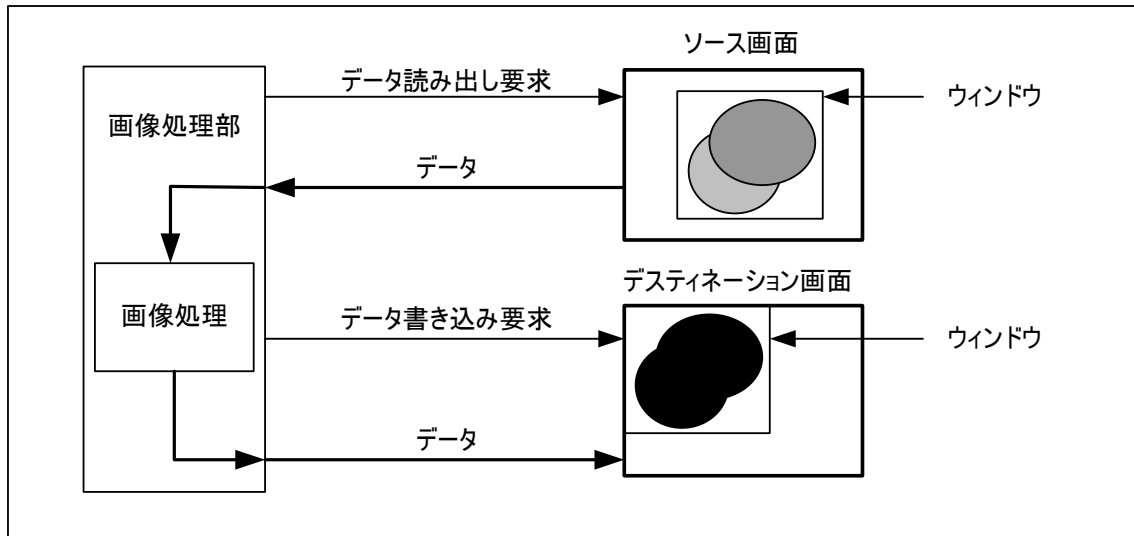 ソース画面
データ読み出し要求
ウィンドウ
画像処理部
データ
デスティネーション画面
画像処理
データ書き込み要求
ウィンドウ
データ